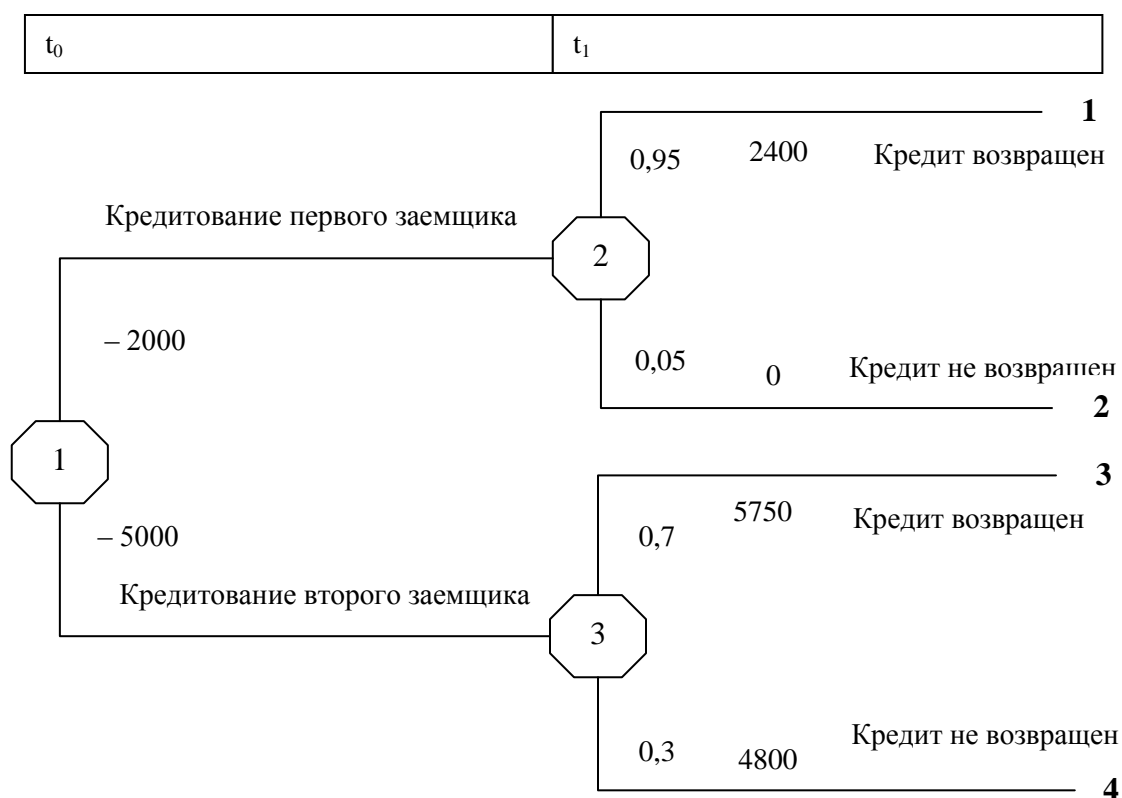 t₀ t₁
1
0,95 2400 Кредит возвращен
Кредитование первого заемщика
2
– 2000
0,05 0 Кредит не возвращен
2
1
3
– 5000
0,7 5750 Кредит возвращен
Кредитование второго заемщика
3
0,3 4800 Кредит не возвращен
4